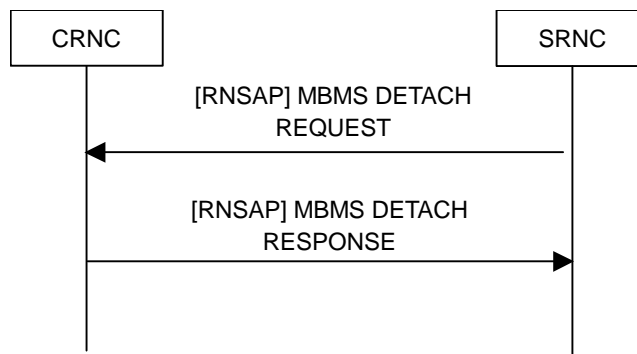 CRNC
SRNC
[RNSAP] MBMS DETACH
REQUEST
[RNSAP] MBMS DETACH
RESPONSE